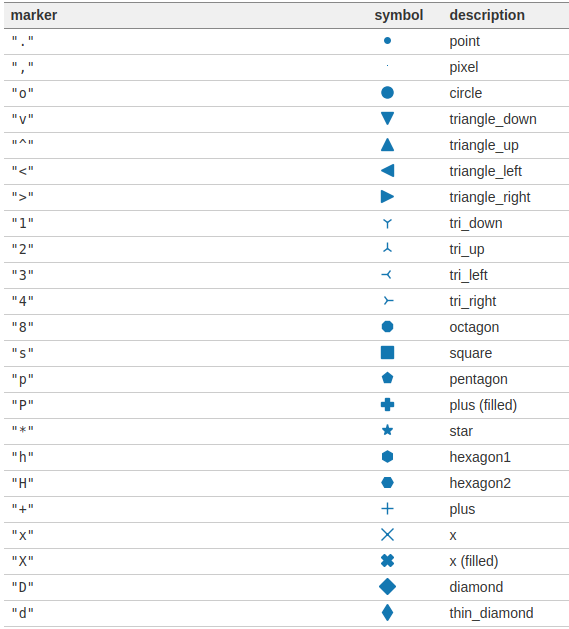 marker symbol description
"." point
"," pixel
"o" circle
"v" triangle_down
"^" triangle_up
"<" triangle_left
">" triangle_right
"1" tri_down
"2" tri_up
"3" tri_left
"4" tri_right
"8" octagon
"s" square
"p" pentagon
"P" plus (filled)
"*" star
"h" hexagon1
"H" hexagon2
"+" plus
"x" x
"X" x (filled)
"D" diamond
"d" thin_diamond